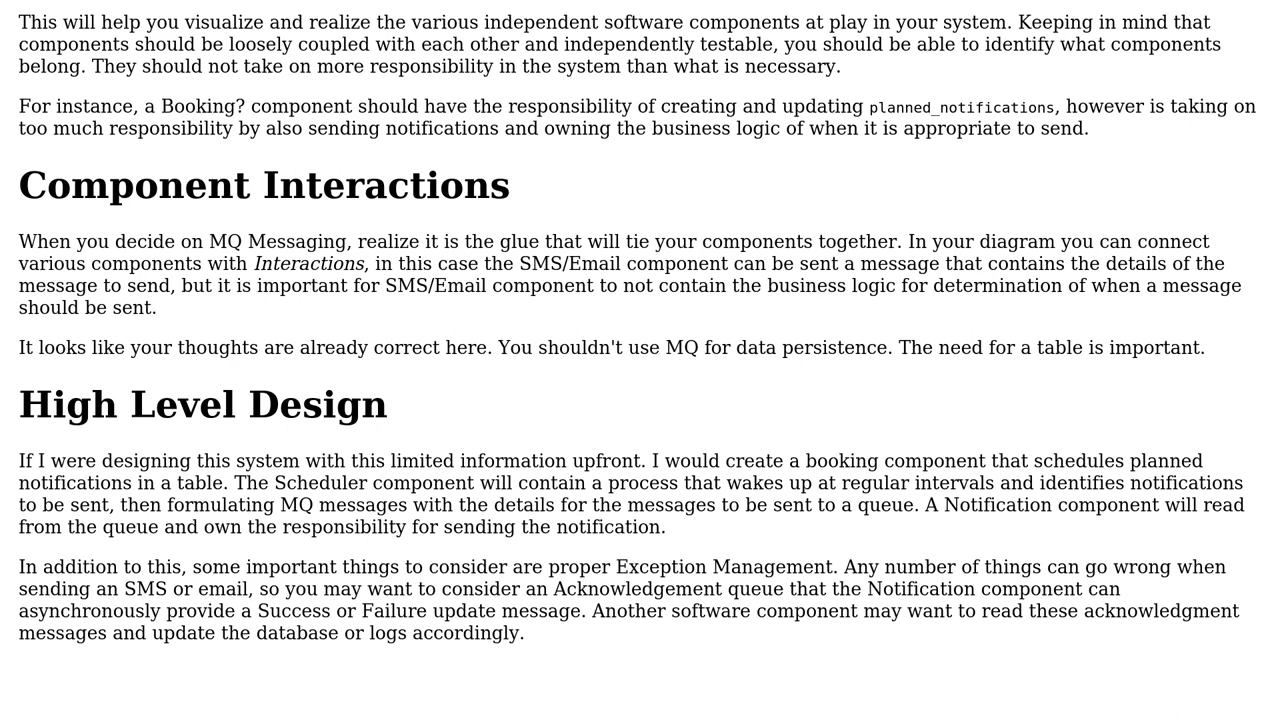 This will help you visualize and realize the various independent software components at play in your system. Keeping in mind that
components should be loosely coupled with each other and independently testable, you should be able to identify what components
belong. They should not take on more responsibility in the system than what is necessary.
For instance, a Booking? component should have the responsibility of creating and updating planned_notifications, however is taking on
too much responsibility by also sending notifications and owning the business logic of when it is appropriate to send.
Component Interactions
When you decide on MQ Messaging, realize it is the glue that will tie your components together. In your diagram you can connect
various components with Interactions, in this case the SMS/Email component can be sent a message that contains the details of the
message to send, but it is important for SMS/Email component to not contain the business logic for determination of when a message
should be sent.
It looks like your thoughts are already correct here. You shouldn't use MQ for data persistence. The need for a table is important.
High Level Design
If I were designing this system with this limited information upfront. I would create a booking component that schedules planned
notifications in a table. The Scheduler component will contain a process that wakes up at regular intervals and identifies notifications
to be sent, then formulating MQ messages with the details for the messages to be sent to a queue. A Notification component will read
from the queue and own the responsibility for sending the notification.
In addition to this, some important things to consider are proper Exception Management. Any number of things can go wrong when
sending an SMS or email, so you may want to consider an Acknowledgement queue that the Notification component can
asynchronously provide a Success or Failure update message. Another software component may want to read these acknowledgment
messages and update the database or logs accordingly.